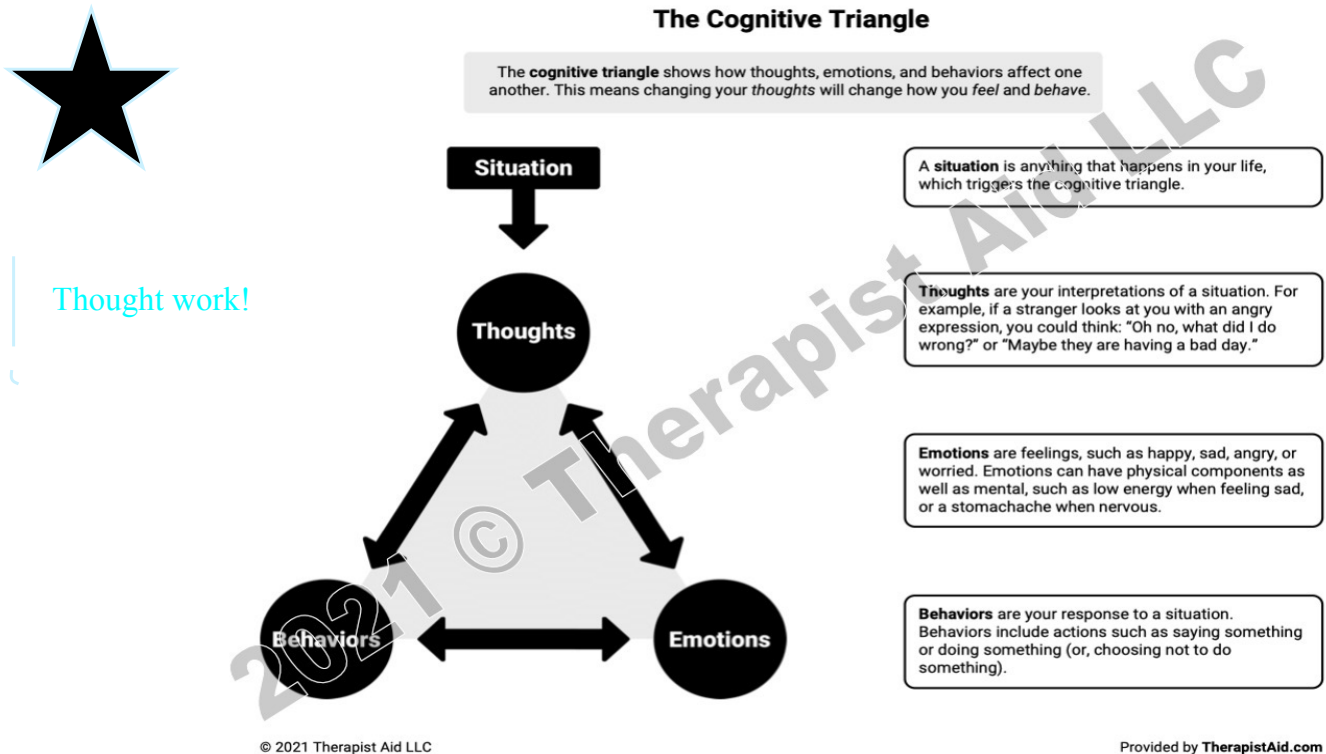 The Cognitive Triangle
The cognitive triangle shows how thoughts, emotions, and behaviors affect one
another. This means changing your thoughts will change how you feel and behave.
Situation
A situation is anything that happens in your life,
which triggers the cognitive triangle.
Thought work!
Thoughts
Thoughts are your interpretations of a situation. For
example, if a stranger looks at you with an angry
expression, you could think: “Oh no, what did I do
wrong?” or “Maybe they are having a bad day.”
Emotions are feelings, such as happy, sad, angry, or
worried. Emotions can have physical components as
well as mental, such as low energy when feeling sad,
or a stomachache when nervous.
Behaviors
Emotions
Behaviors are your response to a situation.
Behaviors include actions such as saying something
or doing something (or, choosing not to do
something).
2021 © Therapist Aid LLC
© 2021 Therapist Aid LLC
Provided by TherapistAid.com